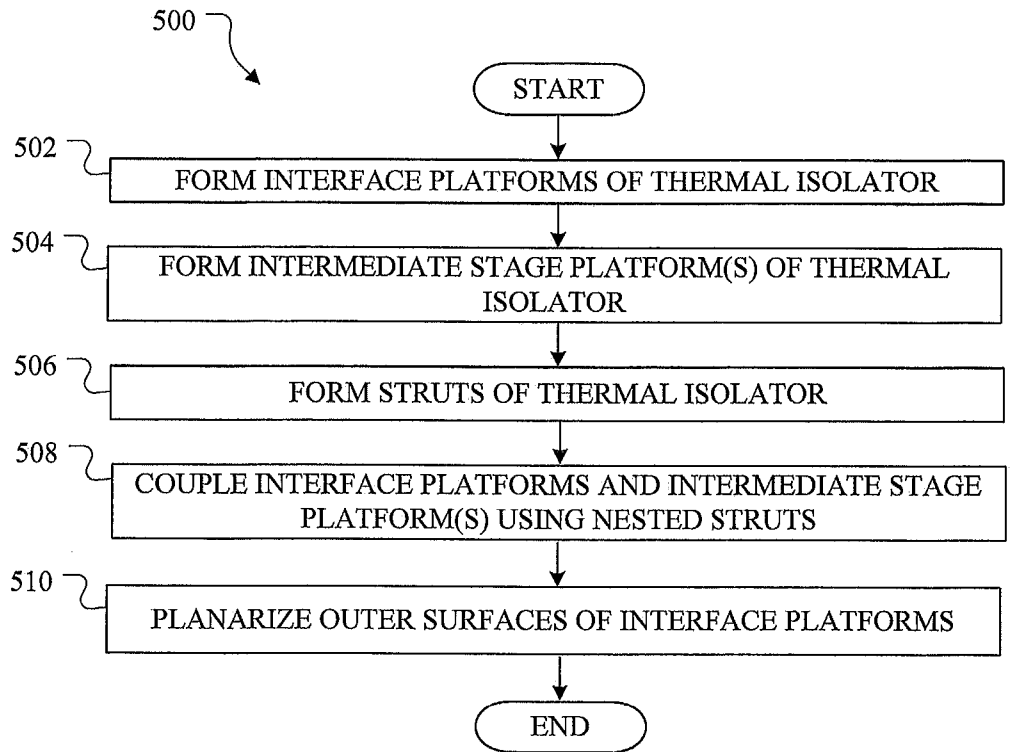 500
START
502
FORM INTERFACE PLATFORMS OF THERMAL ISOLATOR
504
FORM INTERMEDIATE STAGE PLATFORM(S) OF THERMAL
ISOLATOR
506
FORM STRUTS OF THERMAL ISOLATOR
508
COUPLE INTERFACE PLATFORMS AND INTERMEDIATE STAGE
PLATFORM(S) USING NESTED STRUTS
510
PLANARIZE OUTER SURFACES OF INTERFACE PLATFORMS
END